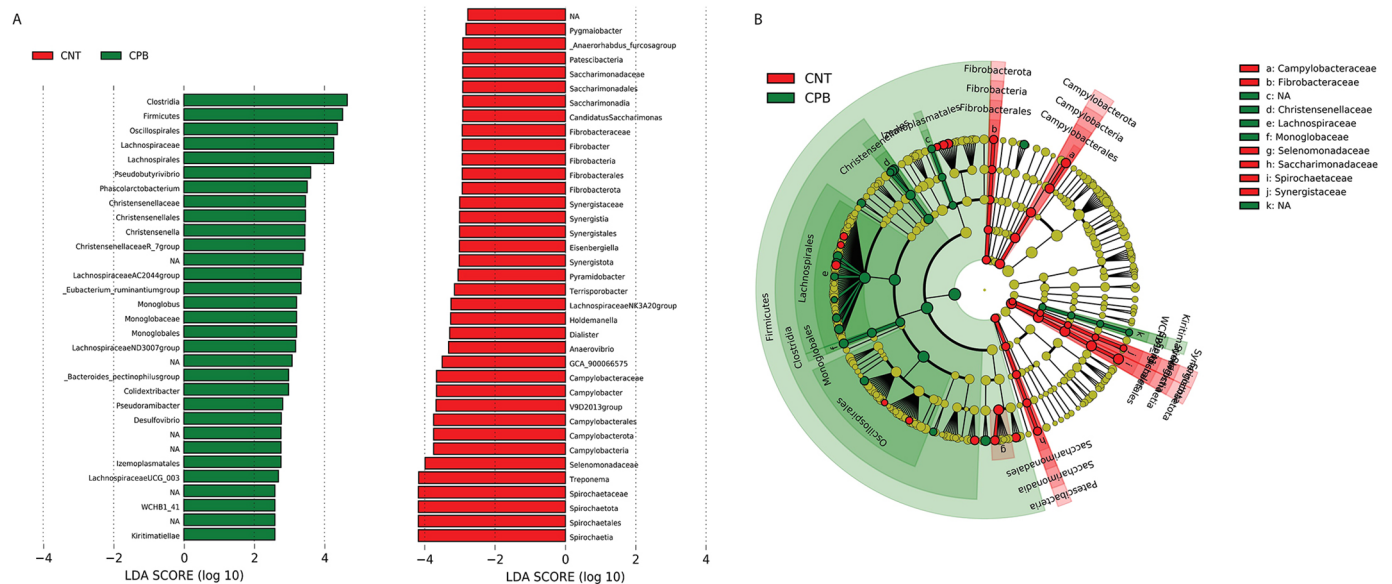 A
CNT
CPB
Clostridia
Firmicutes
Oscillospirales
Lachnospiraceae
Lachnospirales
Pseudobutyrivibrio
Phascolarctobacterium
Christensenellaceae
Christensenellales
Christensenella
ChristensenellaceaeR_7group
NA
LachnospiraceaeAC2044group
_Eubacterium_ruminantiumgroup
Monoglobus
Monoglobaceae
Monoglobales
LachnospiraceaeND3007group
NA
_Bacteroides_pectinophilusgroup
Colidextribacter
Pseudoramibacter
Desulfovibrio
NA
NA
Izemoplasmatales
LachnospiraceaeUCG_003
NA
WCHB1_41
NA
Kiritimatiellae
−4 −2 0 2 4
LDA SCORE (log 10)
NA
Pygmaiobacter
_Anaerorhabdus_furcosagroup
Patescibacteria
Saccharimonadaceae
Saccharimonadales
Saccharimonadia
CandidatusSaccharimonas
Fibrobacteraceae
Fibrobacter
Fibrobacteria
Fibrobacterales
Fibrobacterota
Synergistaceae
Synergistia
Synergistales
Eisenbergiella
Synergistota
Pyramidobacter
Terrisporobacter
LachnospiraceaeNK3A20group
Holdemanella
Dialister
Anaerovibrio
GCA_900066575
Campylobacteraceae
Campylobacter
V9D2013group
Campylobacterales
Campylobacterota
Campylobacteria
Selenomonadaceae
Treponema
Spirochaetaceae
Spirochaetota
Spirochaetales
Spirochaetia
−4 −2 0 2 4
LDA SCORE (log 10)
B
CNT
CPB
Fibrobacterota
Fibrobacteria
Fibrobacterales
Campylobacterota
Campylobacteria
Campylobacterales
Izemoplasmatales
Christensenellales
Lachnospirales
Firmicutes
Clostridia
Monoglobales
Oscillospirales
Saccharimonadales
Saccharimonadia
Patescibacteria
a
b
c
d
e
f
g
h
i
k
a: Campylobacteraceae
b: Fibrobacteraceae
c: NA
d: Christensenellaceae
e: Lachnospiraceae
f: Monoglobaceae
g: Selenomonadaceae
h: Saccharimonadaceae
i: Spirochaetaceae
j: Synergistaceae
k: NA